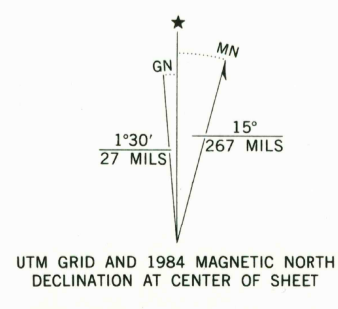 MN
GN
1°30′
27 MILS
15°
267 MILS
UTM GRID AND 1984 MAGNETIC NORTH
DECLINATION AT CENTER OF SHEET